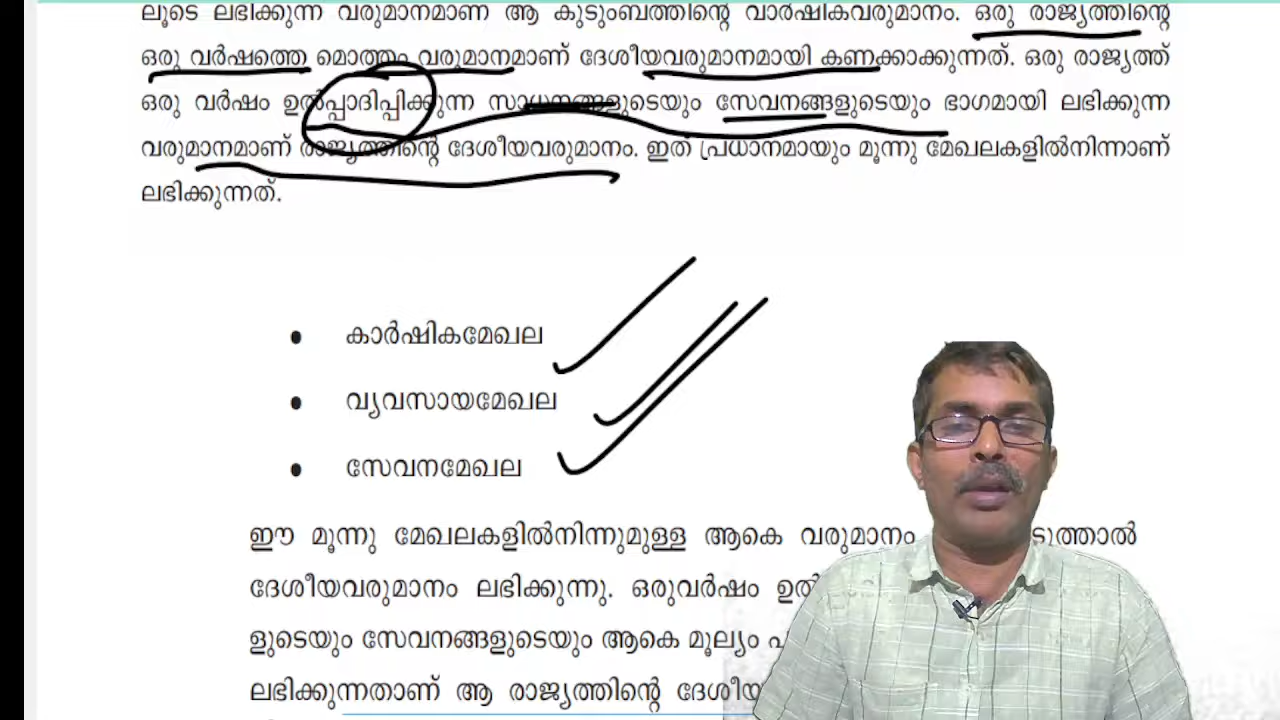 ലൂടെ ലഭിക്കുന്ന വരുമാനമാണ് ആ കുടുംബത്തിന്റെ വാർഷികവരുമാനം. ഒരു രാജ്യത്തിന്റെ
ഒരു വർഷത്തെ മൊത്തം വരുമാനമാണ് ദേശീയവരുമാനമായി കണക്കാക്കുന്നത്. ഒരു രാജ്യത്ത്
ഒരു വർഷം ഉൽപ്പാദിപ്പിക്കുന്ന സാധനങ്ങളുടെയും സേവനങ്ങളുടെയും ഭാഗമായി ലഭിക്കുന്ന
വരുമാനമാണ് രാജ്യത്തിന്റെ ദേശീയവരുമാനം. ഇത് പ്രധാനമായും മൂന്നു മേഖലകളിൽനിന്നാണ്
ലഭിക്കുന്നത്.
• കാർഷികമേഖല
• വ്യവസായമേഖല
• സേവനമേഖല
ഈ മൂന്നു മേഖലകളിൽനിന്നുമുള്ള ആകെ വരുമാനം
ദേശീയവരുമാനം ലഭിക്കുന്നു. ഒരുവർഷം
ളുടെയും സേവനങ്ങളുടെയും ആകെ മൂല്യം
ലഭിക്കുന്നതാണ് ആ രാജ്യത്തിന്റെ